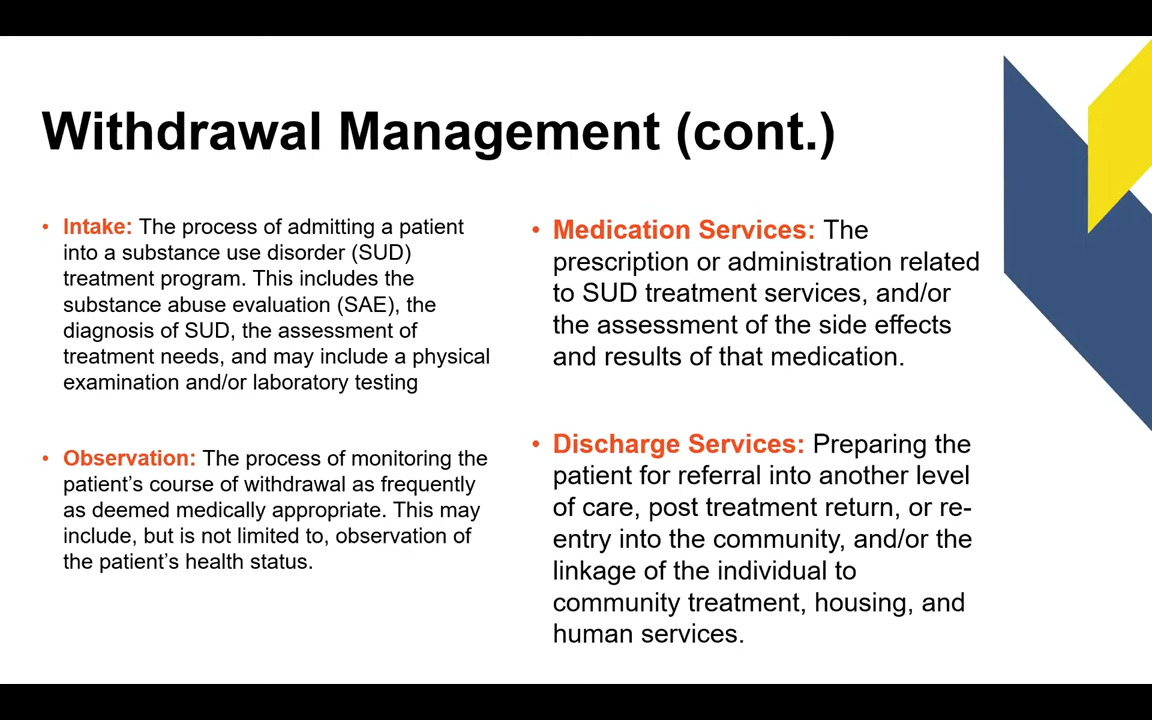 Withdrawal Management (cont.)
• Intake: The process of admitting a patient
into a substance use disorder (SUD)
treatment program. This includes the
substance abuse evaluation (SAE), the
diagnosis of SUD, the assessment of
treatment needs, and may include a physical
examination and/or laboratory testing
• Observation: The process of monitoring the
patient’s course of withdrawal as frequently
as deemed medically appropriate. This may
include, but is not limited to, observation of
the patient’s health status.
• Medication Services: The
prescription or administration related
to SUD treatment services, and/or
the assessment of the side effects
and results of that medication.
• Discharge Services: Preparing the
patient for referral into another level
of care, post treatment return, or re-
entry into the community, and/or the
linkage of the individual to
community treatment, housing, and
human services.